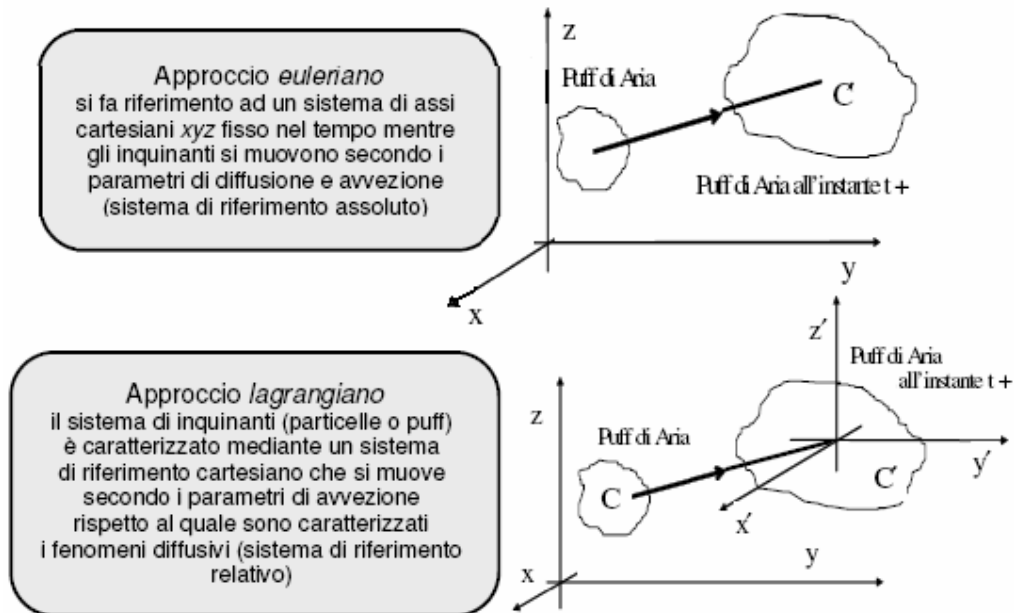 Approccio euleriano
si fa riferimento ad un sistema di assi
cartesiani xyz fisso nel tempo mentre
gli inquinanti si muovono secondo i
parametri di diffusione e avvezione
(sistema di riferimento assoluto)
z
Puff di Aria
C'
Puff di Aria all'instante t +
y
x
Approccio lagrangiano
il sistema di inquinanti (particelle o puff)
è caratterizzato mediante un sistema
di riferimento cartesiano che si muove
secondo i parametri di avvezione
rispetto al quale sono caratterizzati
i fenomeni diffusivi (sistema di riferimento
relativo)
z'
Puff di Aria
all'instante t +
z
Puff di Aria
y'
C
C'
x'
y
x